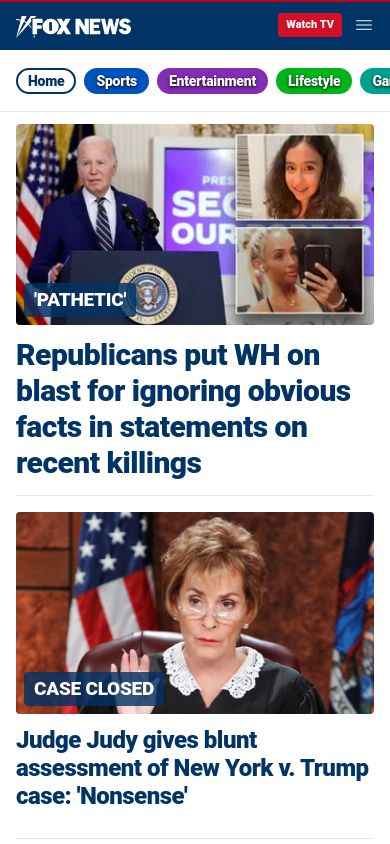 FOX NEWS
Watch TV
Home
Sports
Entertainment
Lifestyle
Ga
PRES
SEC
OUR
'PATHETIC'
Republicans put WH on
blast for ignoring obvious
facts in statements on
recent killings
CASE CLOSED
Judge Judy gives blunt
assessment of New York v. Trump
case: 'Nonsense'